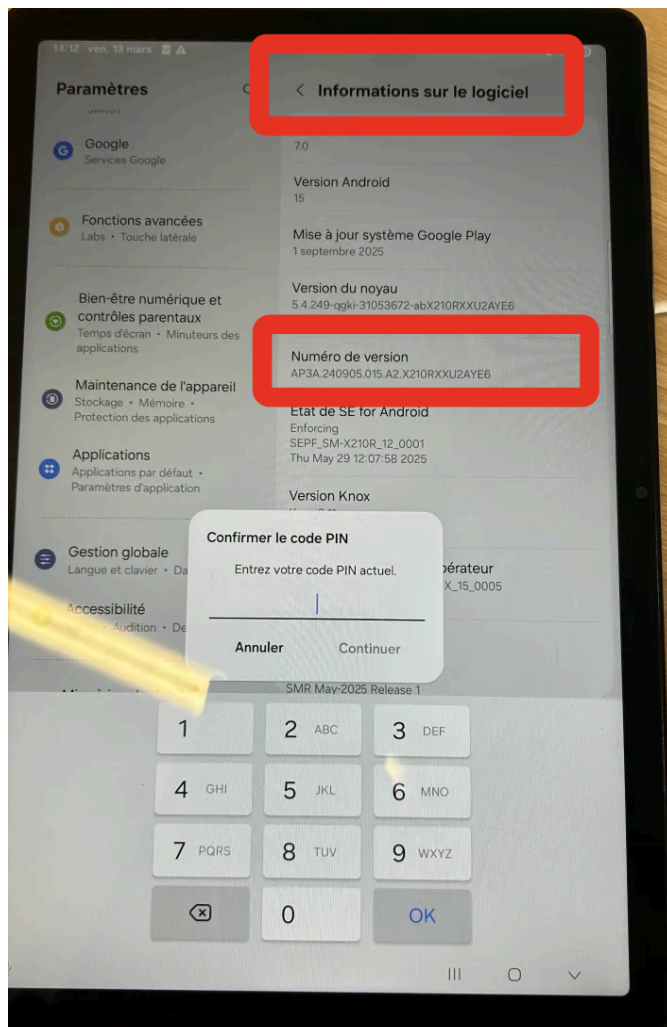 14:12 ven. 13 mars
Paramètres
Google
Services Google
Fonctions avancées
Labs • Touche latérale
Bien-être numérique et
contrôles parentaux
Temps d'écran • Minuteurs des
applications
Maintenance de l'appareil
Stockage • Mémoire •
Protection des applications
Applications
Applications par défaut •
Paramètres d'application
Gestion globale
Langue et clavier •
Accessibilité
Audition •
< Informations sur le logiciel
7.0
Version Android
15
Mise à jour système Google Play
1 septembre 2025
Version du noyau
5.4.249-qgki-31053672-abX210RXXU2AYE6
Numéro de version
AP3A.240905.015.A2.X210RXXU2AYE6
État de SE for Android
Enforcing
SEPF_SM-X210R_12_0001
Thu May 29 12:07:58 2025
Version Knox
X_15_0005
SMR May-2025 Release 1
Confirmer le code PIN
Entrez votre code PIN actuel.
Annuler Continuer
1
2 ABC
3 DEF
4 GHI
5 JKL
6 MNO
7 PQRS
8 TUV
9 WXYZ
0
OK